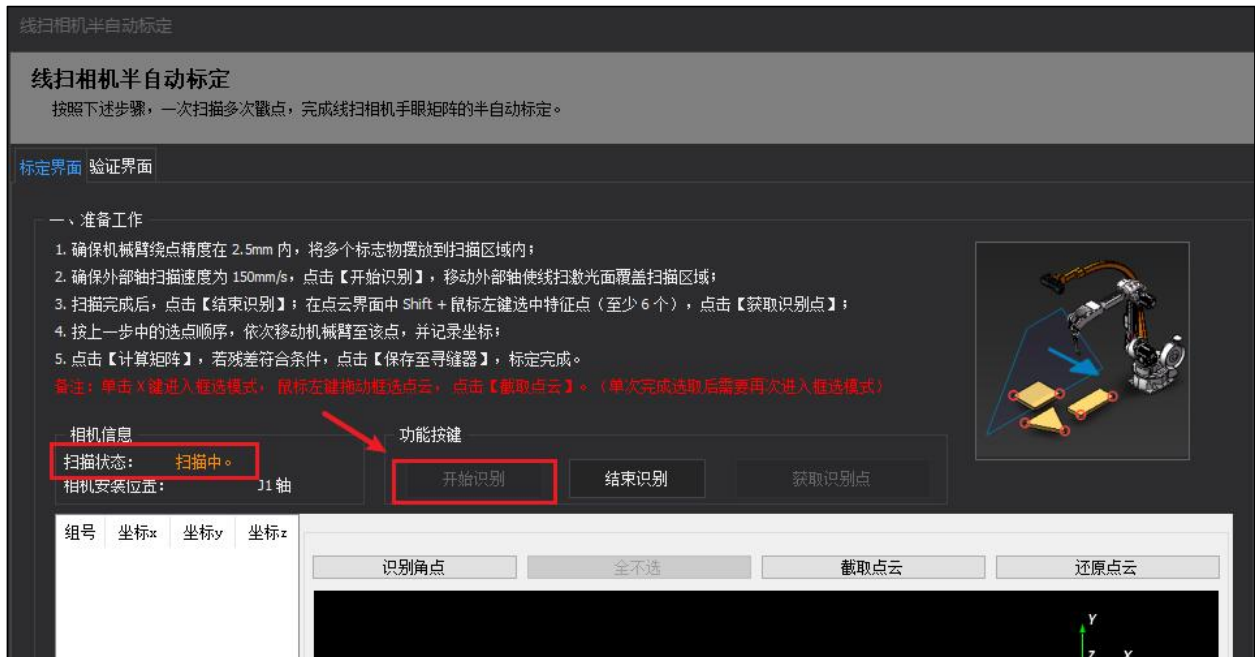 线扫相机半自动标定
线扫相机半自动标定
按照下述步骤，一次扫描多次戳点，完成线扫相机手眼矩阵的半自动标定。
标定界面 验证界面
一、准备工作
1. 确保机械臂绕点精度在 2.5mm 内，将多个标志物摆放到扫描区域内；
2. 确保外部轴扫描速度为 150mm/s，点击【开始识别】，移动外部轴使线扫激光面覆盖扫描区域；
3. 扫描完成后，点击【结束识别】；在点云界面中 Shift + 鼠标左键选中特征点（至少 6 个），点击【获取识别点】；
4. 按上一步中的选点顺序，依次移动机械臂至该点，并记录坐标；
5. 点击【计算矩阵】，若残差符合条件，点击【保存至寻缝器】，标定完成。
备注：单击 X 键进入框选模式，鼠标左键拖动框选点云，点击【截取点云】。（单次完成选取后需要再次进入框选模式）
相机信息
扫描状态： 扫描中。
相机安装位置： J1 轴
功能按键
开始识别 结束识别 获取识别点
组号 坐标x 坐标y 坐标z
识别角点 全不选 截取点云 还原点云
Y
Z X